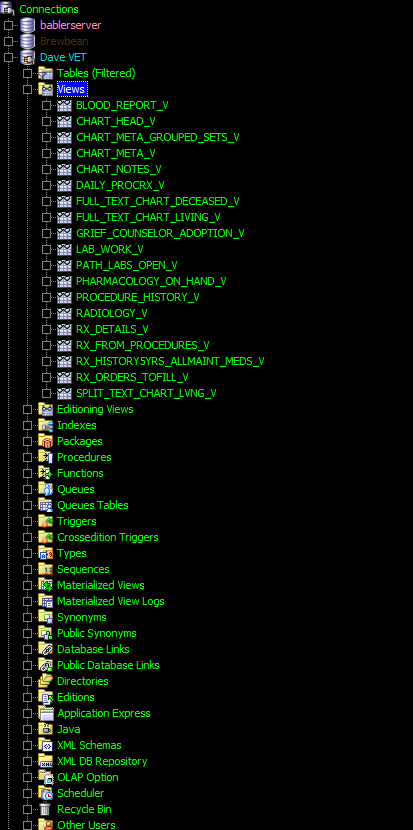 Connections
bablerserver
Brewbean
Dave VET
Tables (Filtered)
Views
BLOOD_REPORT_V
CHART_HEAD_V
CHART_META_GROUPED_SETS_V
CHART_META_V
CHART_NOTES_V
DAILY_PROCRX_V
FULL_TEXT_CHART_DECEASED_V
FULL_TEXT_CHART_LIVING_V
GRIEF_COUNSELOR_ADOPTION_V
LAB_WORK_V
PATH_LABS_OPEN_V
PHARMACOLOGY_ON_HAND_V
PROCEDURE_HISTORY_V
RADIOLOGY_V
RX_DETAILS_V
RX_FROM_PROCEDURES_V
RX_HISTORY5YRS_ALLMAINT_MEDS_V
RX_ORDERS_TOFILL_V
SPLIT_TEXT_CHART_LVNG_V
Editioning Views
Indexes
Packages
Procedures
Functions
Queues
Queues Tables
Triggers
Crossedition Triggers
Types
Sequences
Materialized Views
Materialized View Logs
Synonyms
Public Synonyms
Database Links
Public Database Links
Directories
Editions
Application Express
Java
XML Schemas
XML DB Repository
OLAP Option
Scheduler
Recycle Bin
Other Users